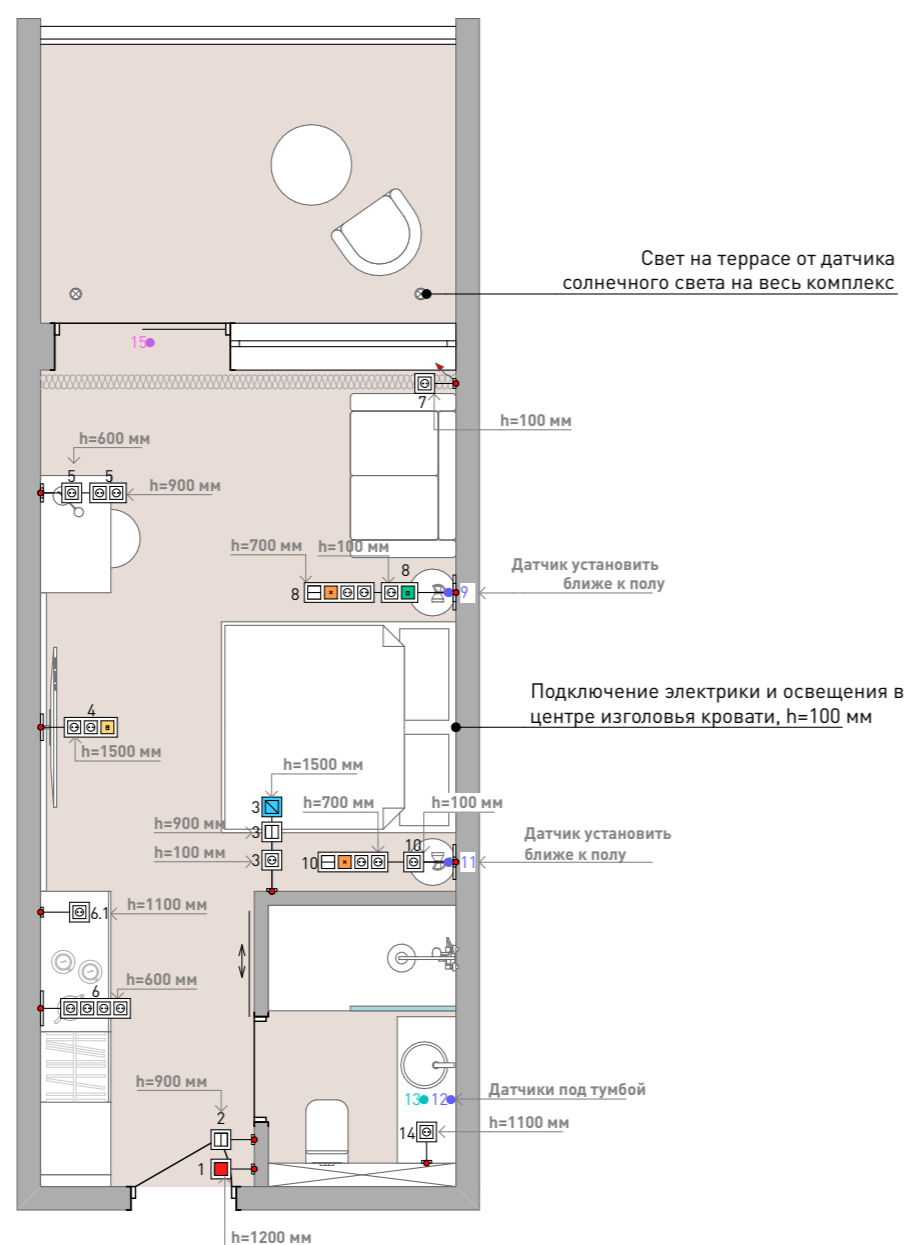 Свет на террасе от датчика
солнечного света на весь комплекс
15
7
h=100 мм
h=600 мм
5 5
h=900 мм
h=700 мм h=100 мм
8
8
Датчик установить
ближе к полу
9
Подключение электрики и освещения в
центре изголовья кровати, h=100 мм
4
h=1500 мм
h=1500 мм
3
h=700 мм h=100 мм
h=900 мм
3
h=100 мм
3
10
10
Датчик установить
ближе к полу
11
6.1
h=1100 мм
6
h=600 мм
h=900 мм
2
13 12
Датчики под тумбой
14
h=1100 мм
1
h=1200 мм